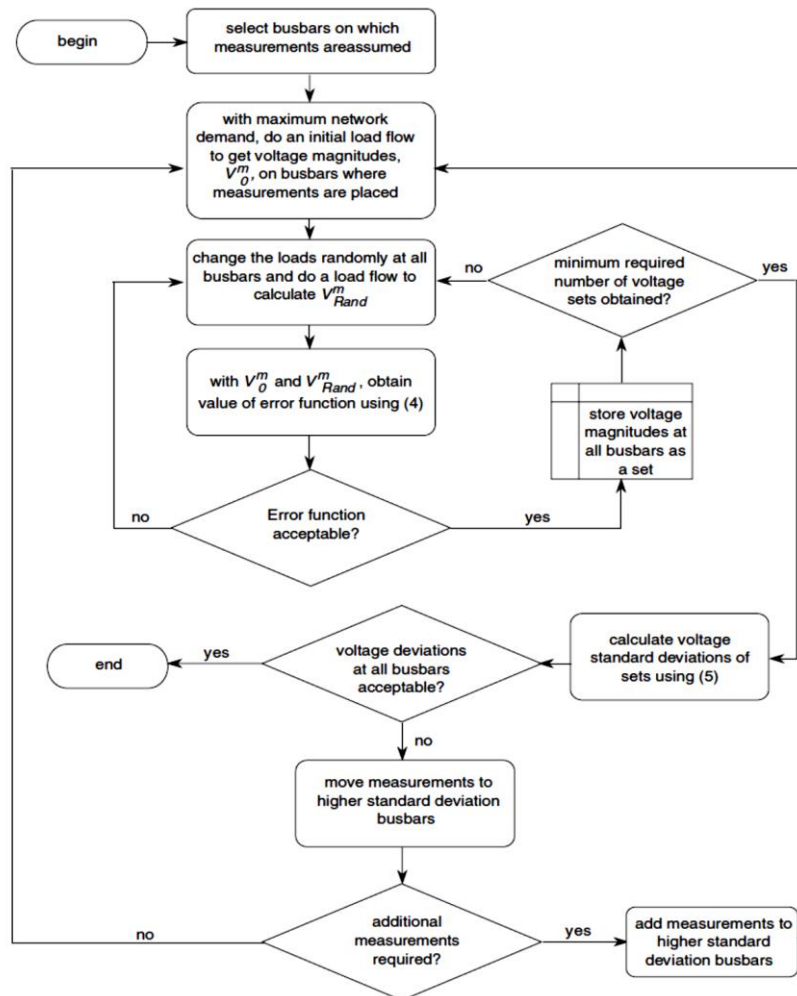 begin
select busbars on which
measurements areassumed
with maximum network
demand, do an initial load flow
to get voltage magnitudes,
V₀ᵐ, on busbars where
measurements are placed
change the loads randomly at all
busbars and do a load flow to
calculate Vᵐ_Rand
no
minimum required
number of voltage
sets obtained?
yes
with V₀ᵐ and Vᵐ_Rand, obtain
value of error function using (4)
store voltage
magnitudes at
all busbars as
a set
no
Error function
acceptable?
yes
end
yes
voltage deviations
at all busbars
acceptable?
calculate voltage
standard deviations of
sets using (5)
no
move measurements to
higher standard deviation
busbars
no
additional
measurements
required?
yes
add measurements to
higher standard
deviation busbars